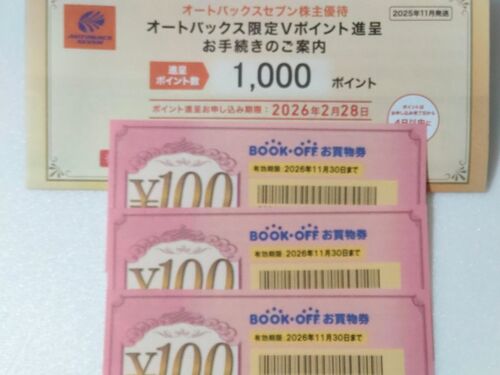 オートバックスセブン株主優待
2025年11月発送
オートバックス限定Vポイント進呈
お手続きのご案内
進呈
ポイント数
1,000 ポイント
ポイント進呈お申し込み期間：2026年2月28日
BOOK・OFF お買物券
有効期限 2026年11月30日まで
¥100
BOOK・OFF お買物券
有効期限 2026年11月30日まで
¥100
BOOK・OFF お買物券
有効期限 2026年11月30日まで
¥100